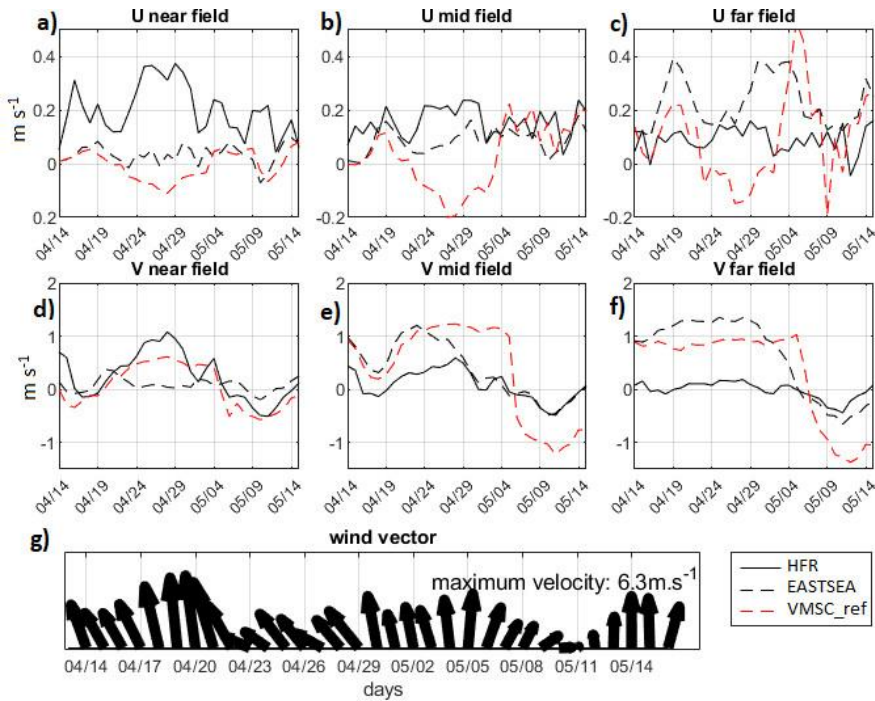 a) U near field b) U mid field c) U far field
0.4 0.4 0.4
m s-1 0.2 0.2 0.2
0 0 0
0.2 -0.2 -0.2
04/14 04/19 04/24 04/29 05/04 05/09 05/14 04/14 04/19 04/24 04/29 05/04 05/09 05/14 04/14 04/19 04/24 04/29 05/04 05/09 05/14
d) V near field e) V mid field f) V far field
2 2 2
1 1 1
m s-1
0 0 0
-1 -1 -1
04/14 04/19 04/24 04/29 05/04 05/09 05/14 04/14 04/19 04/24 04/29 05/04 05/09 05/14 04/14 04/19 04/24 04/29 05/04 05/09 05/14
g) wind vector
maximum velocity: 6.3m.s-1
04/14 04/17 04/20 04/23 04/26 04/29 05/02 05/05 05/08 05/11 05/14
days
HFR
EASTSEA
VMSC_ref